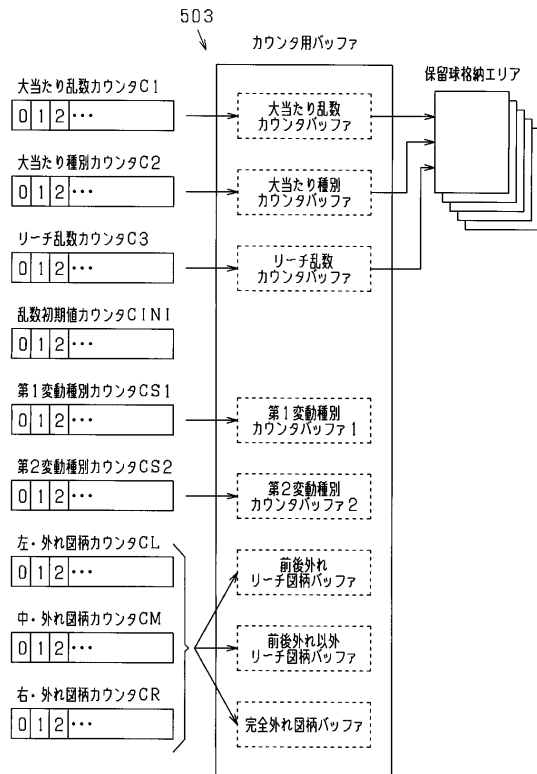 503
カウンタ用バッファ
保留球格納エリア
大当たり乱数カウンタC1
0 1 2 ･･･
大当たり乱数
カウンタバッファ
大当たり種別カウンタC2
0 1 2 ･･･
大当たり種別
カウンタバッファ
リーチ乱数カウンタC3
0 1 2 ･･･
リーチ乱数
カウンタバッファ
乱数初期値カウンタCINI
0 1 2 ･･･
第1変動種別カウンタCS1
0 1 2 ･･･
第1変動種別
カウンタバッファ1
第2変動種別カウンタCS2
0 1 2 ･･･
第2変動種別
カウンタバッファ2
左・外れ図柄カウンタCL
0 1 2 ･･･
前後外れ
リーチ図柄バッファ
中・外れ図柄カウンタCM
0 1 2 ･･･
前後外れ以外
リーチ図柄バッファ
右・外れ図柄カウンタCR
0 1 2 ･･･
完全外れ図柄バッファ